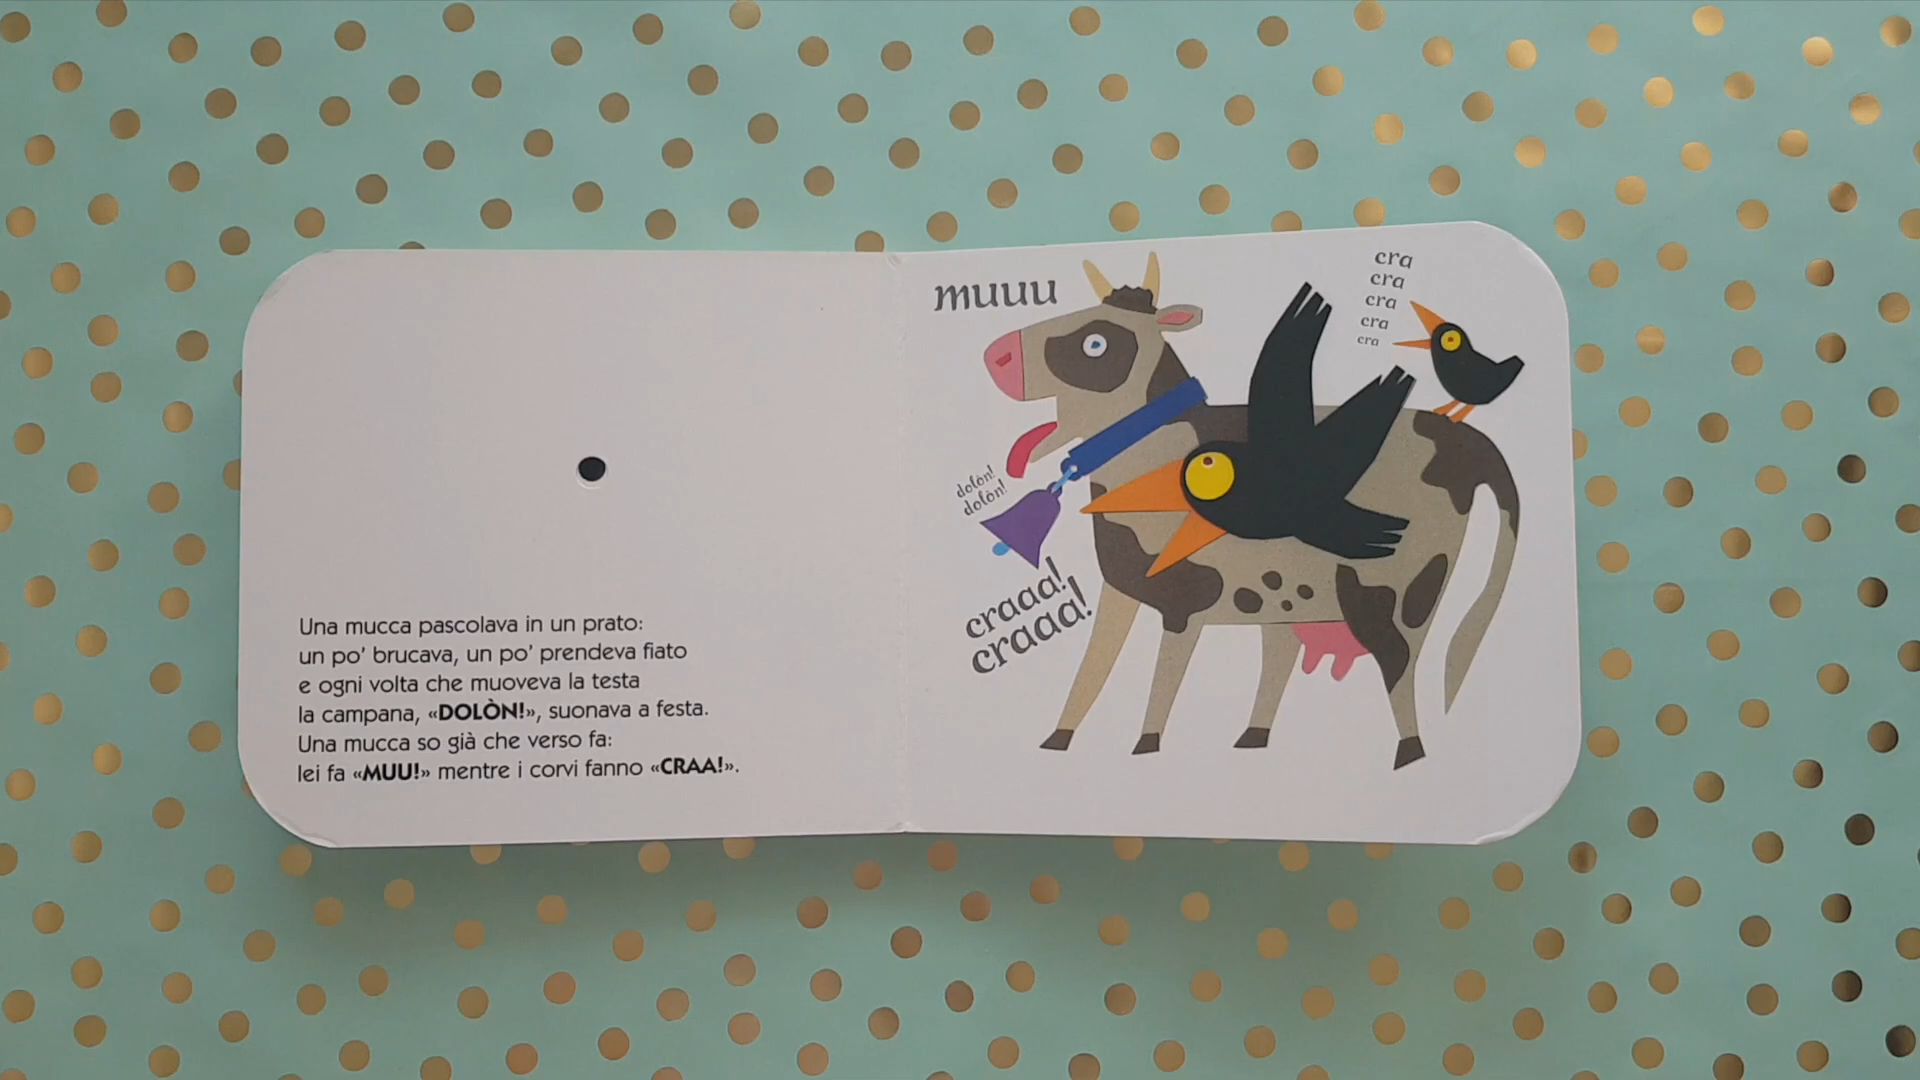 Una mucca pascolava in un prato:
un po’ brucava, un po’ prendeva fiato
e ogni volta che muoveva la testa
la campana, «DOLÒN!», suonava a festa.
Una mucca so già che verso fa:
lei fa «MUU!» mentre i corvi fanno «CRAA!».
muuu
cra
cra
cra
cra
cra
dolòn!
dolòn!
craaa!
craaa!